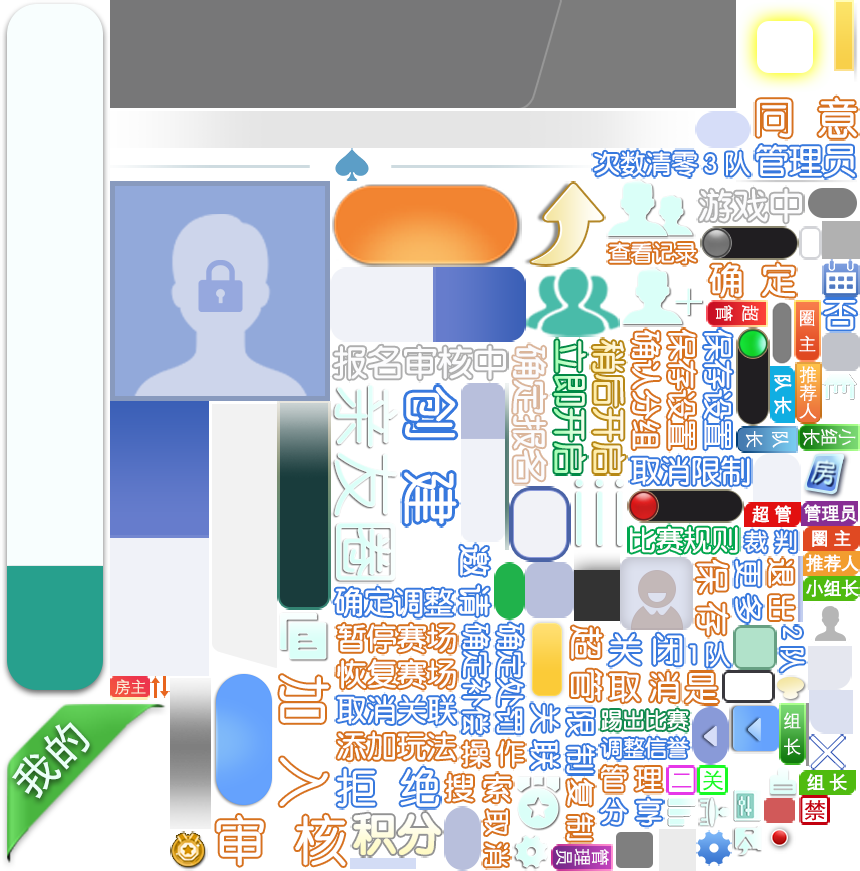 同 意
次数清零
3 队
管理员
游戏中
查看记录
确 定
超管
圈主
否
报名审核中
确定报名
立即开启
稍后开启
确认分组
保存设置
保存设置
队长
推荐人
队长
小组长
亲友圈
创 建
取消限制
房
超 管
管理员
比赛规则
裁 判
圈 主
推荐人
小组长
邀 请
确定调整
保 存
更多
退出
暂停赛场
确定补偿
确定处罚
超管
关 闭
1队
2队
恢复赛场
取 消
是
房主
加 入
取消关联
关联
限制
踢出比赛
组长
我的
添加玩法
操 作
调整信誉
拒 绝
搜 索
复制
管 理
二
关
组 长
分 享
禁
审 核
积分
取消
管理员